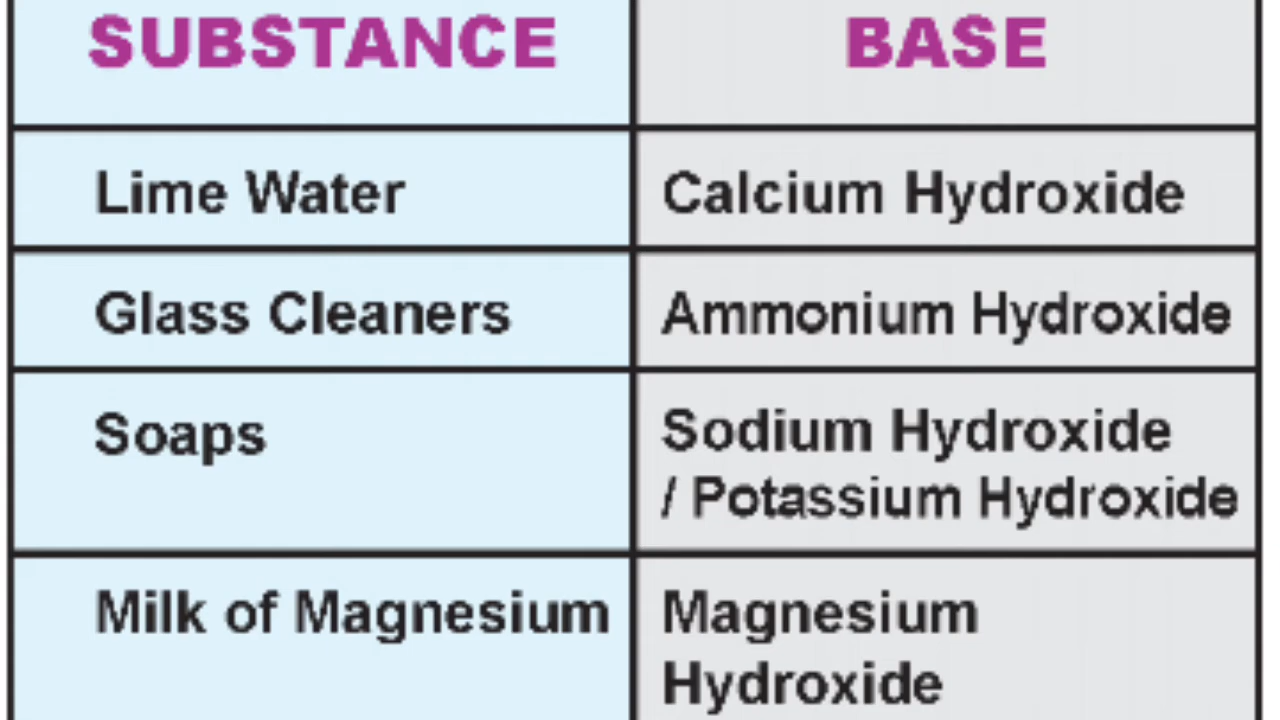 SUBSTANCE BASE
Lime Water Calcium Hydroxide
Glass Cleaners Ammonium Hydroxide
Soaps Sodium Hydroxide
/ Potassium Hydroxide
Milk of Magnesium Magnesium
Hydroxide